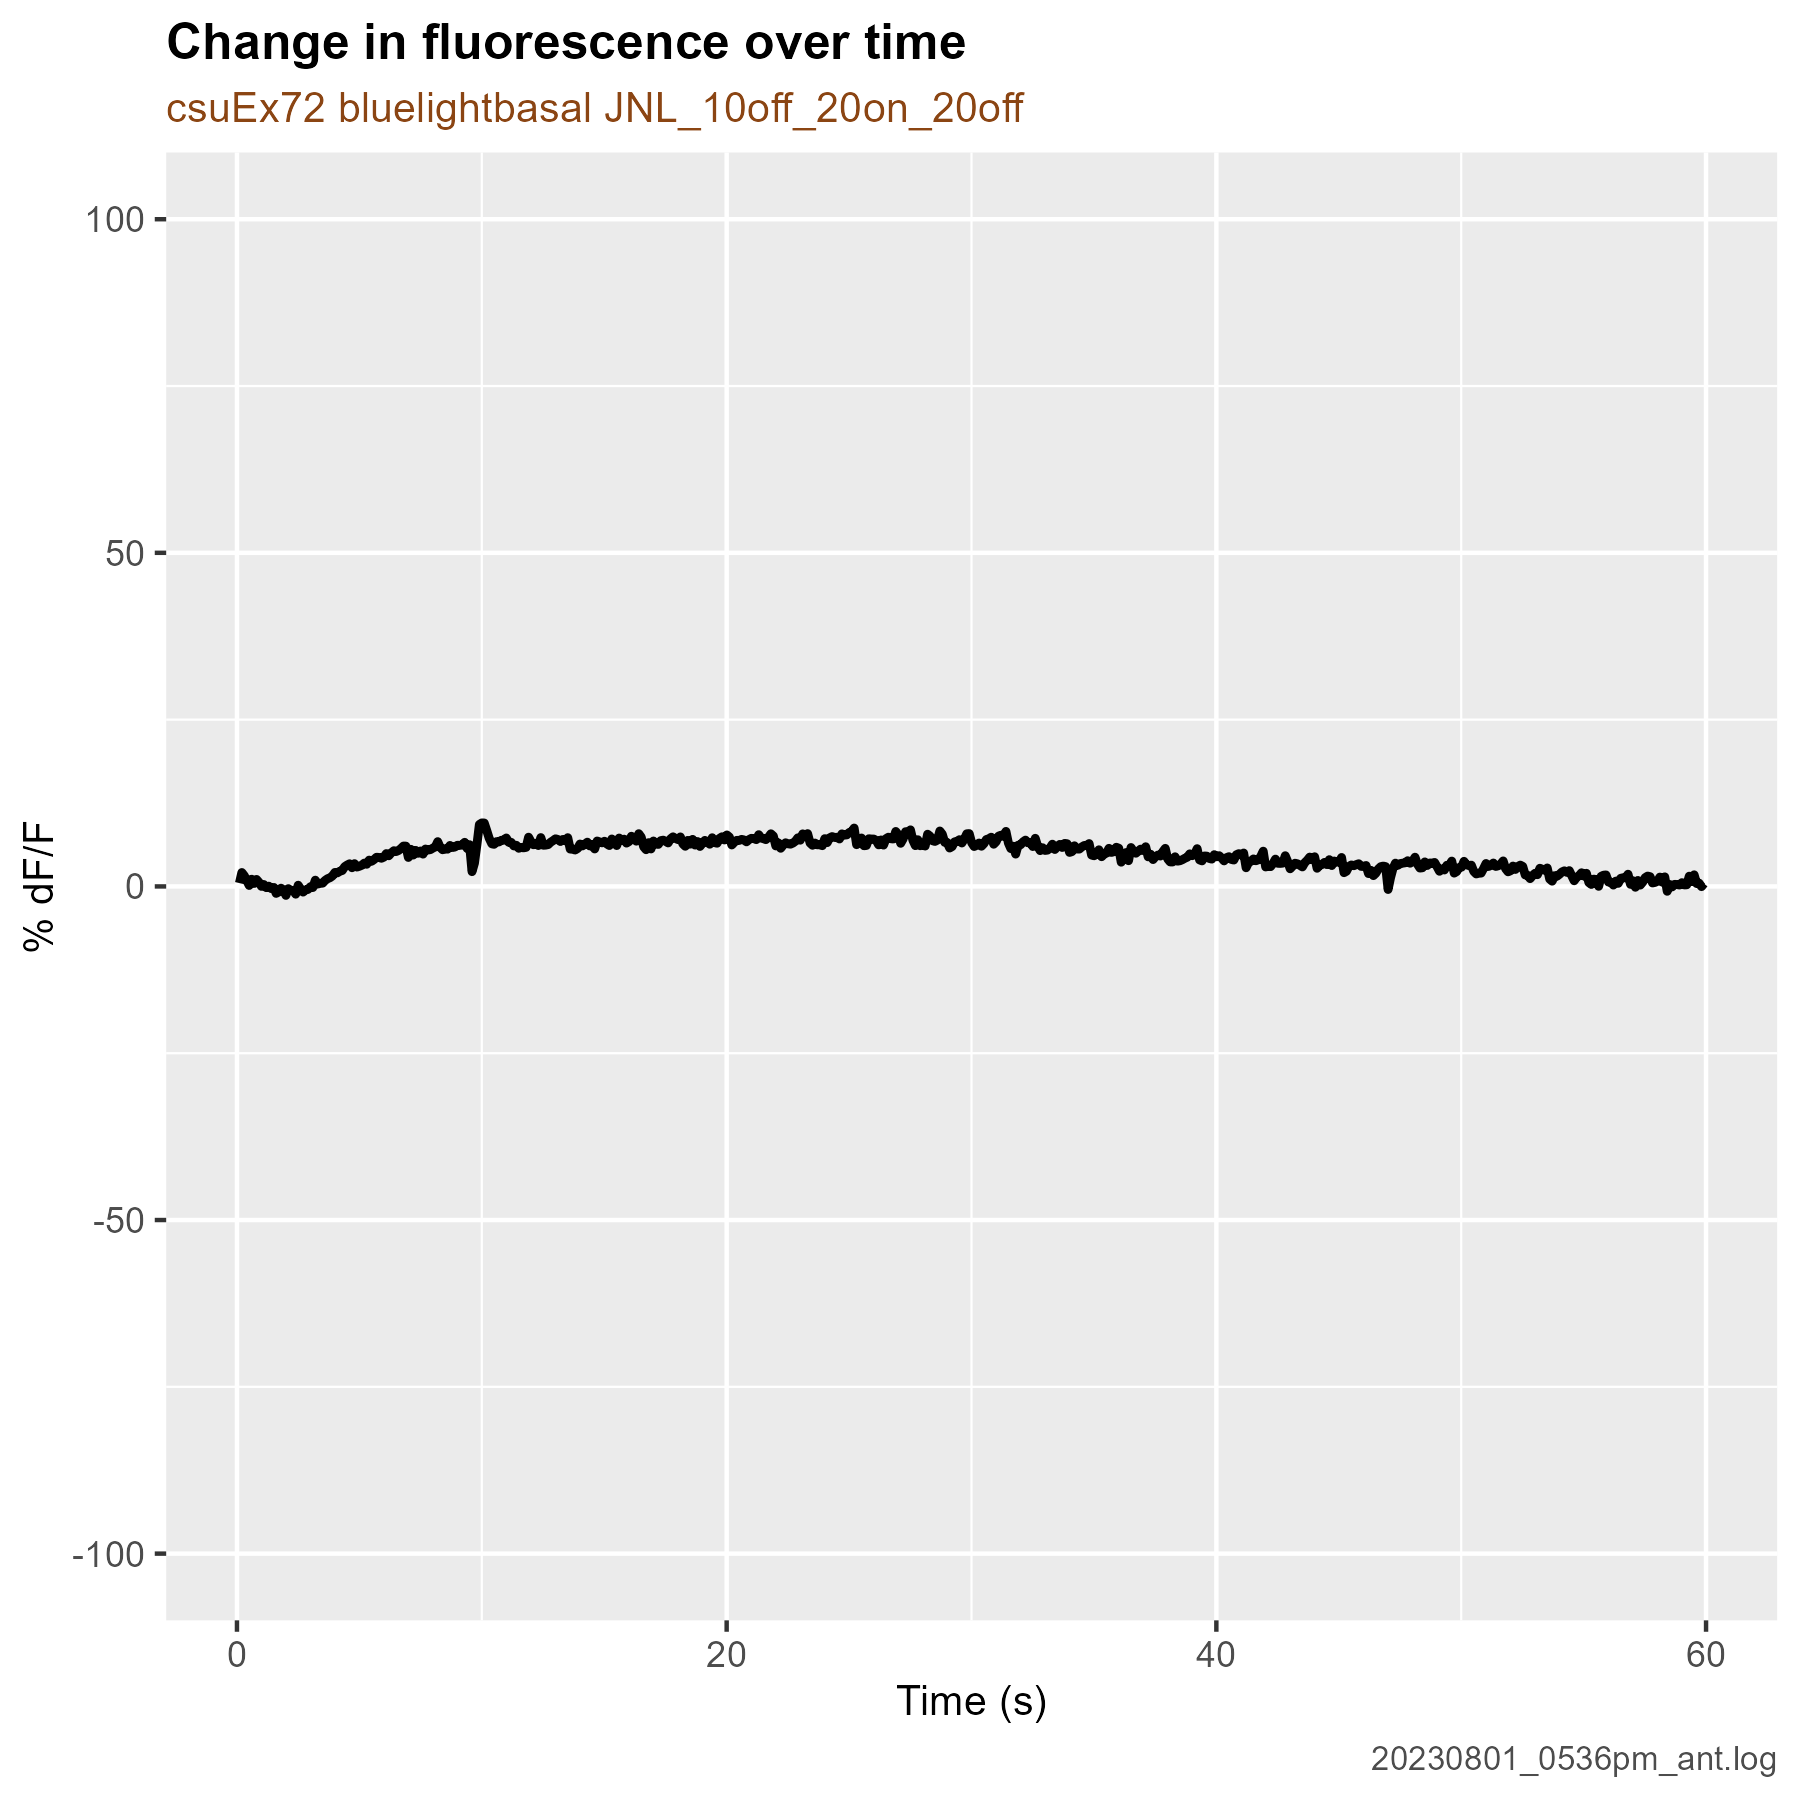 Change in fluorescence over time
csuEx72 bluelightbasal JNL_10off_20on_20off
100
50
0
-50
-100
% dF/F
0 20 40 60
Time (s)
20230801_0536pm_ant.log